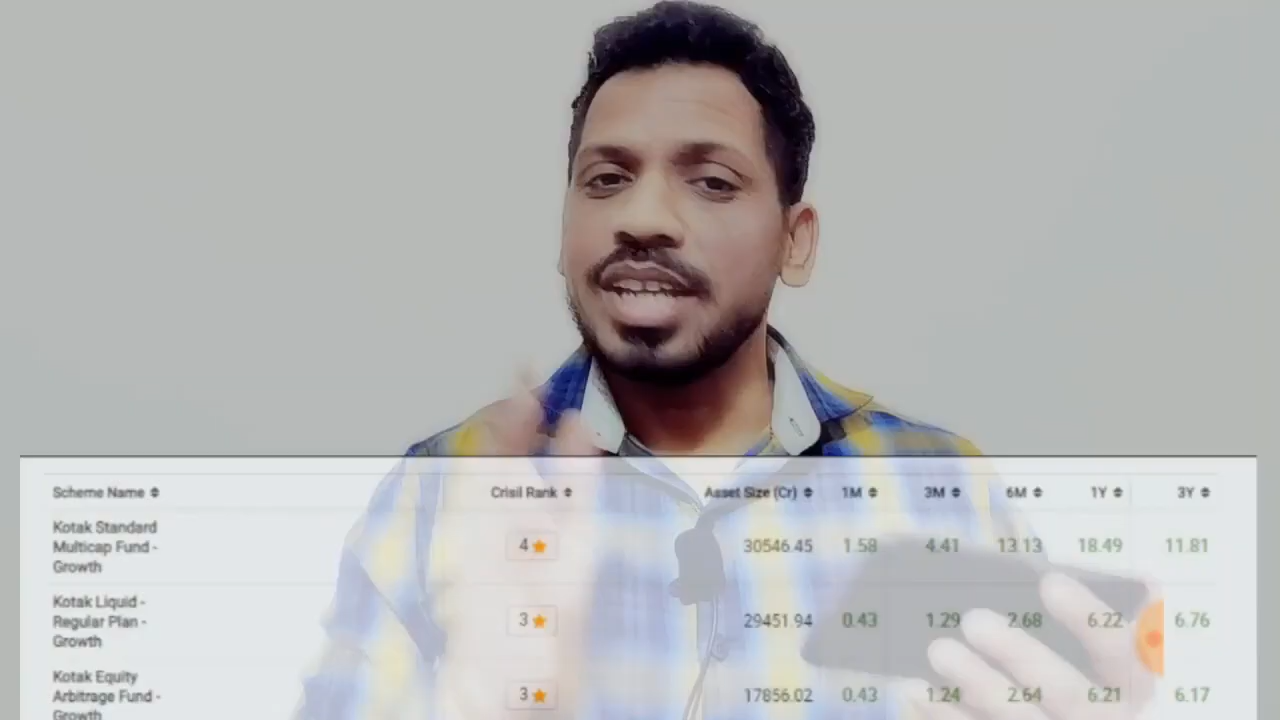 Scheme Name Crisil Rank Asset Size (Cr) 1M 3M 6M 1Y 3Y
Kotak Standard
Multicap Fund - 4 30546.45 1.58 4.41 13.13 18.49 11.81
Growth
Kotak Liquid -
Regular Plan - 3 29451.94 0.43 1.29 2.68 6.22 6.76
Growth
Kotak Equity
Arbitrage Fund - 3 17856.02 0.43 1.24 2.64 6.21 6.17
Growth